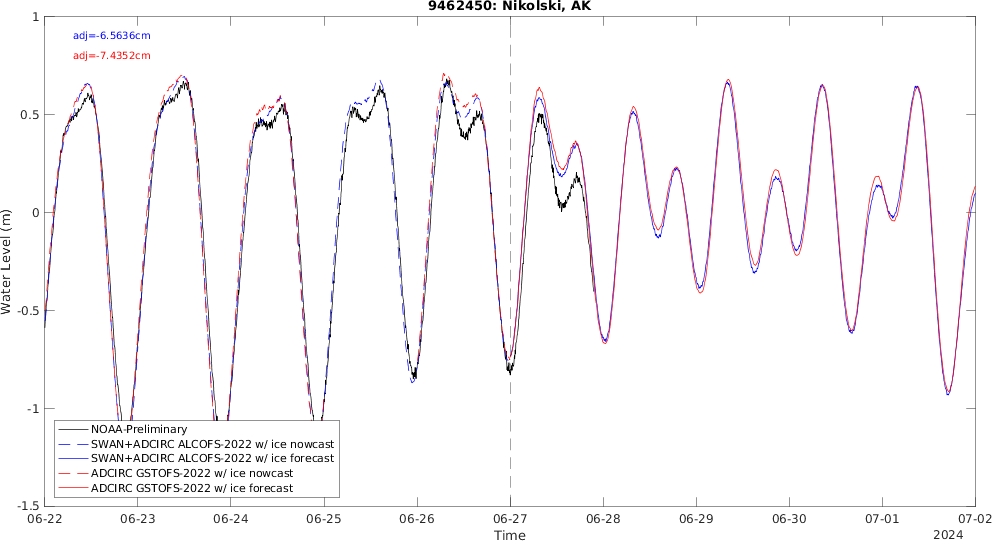 9462450: Nikolski, AK
adj=-6.5636cm
adj=-7.4352cm
1
0.5
0
-0.5
-1
-1.5
Water Level (m)
NOAA-Preliminary
SWAN+ADCIRC ALCOFS-2022 w/ ice nowcast
SWAN+ADCIRC ALCOFS-2022 w/ ice forecast
ADCIRC GSTOFS-2022 w/ ice nowcast
ADCIRC GSTOFS-2022 w/ ice forecast
06-22 06-23 06-24 06-25 06-26 06-27 06-28 06-29 06-30 07-01 07-02
Time
2024